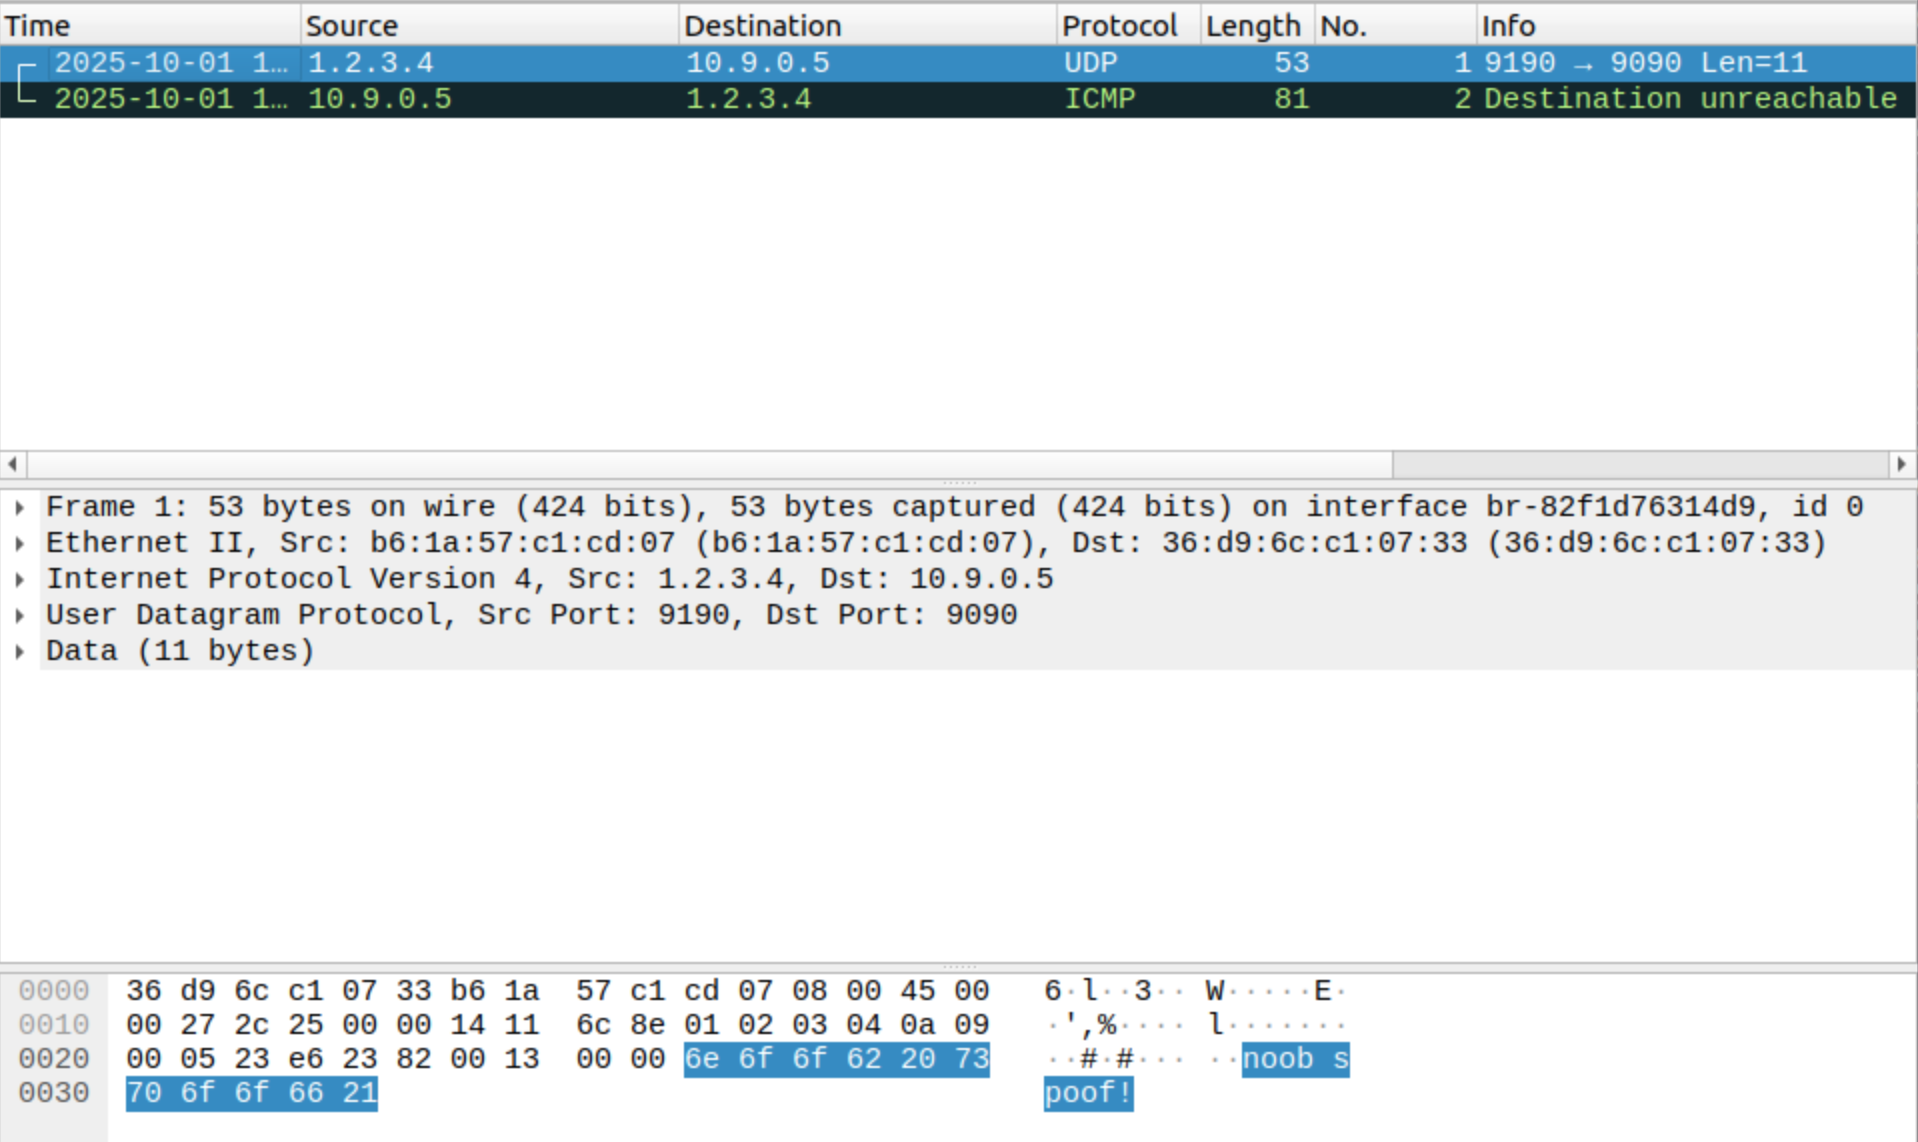 Time Source Destination Protocol Length No. Info
2025-10-01 1… 1.2.3.4 10.9.0.5 UDP 53 1 9190 → 9090 Len=11
2025-10-01 1… 10.9.0.5 1.2.3.4 ICMP 81 2 Destination unreachable
Frame 1: 53 bytes on wire (424 bits), 53 bytes captured (424 bits) on interface br-82f1d76314d9, id 0
Ethernet II, Src: b6:1a:57:c1:cd:07 (b6:1a:57:c1:cd:07), Dst: 36:d9:6c:c1:07:33 (36:d9:6c:c1:07:33)
Internet Protocol Version 4, Src: 1.2.3.4, Dst: 10.9.0.5
User Datagram Protocol, Src Port: 9190, Dst Port: 9090
Data (11 bytes)
0000 36 d9 6c c1 07 33 b6 1a 57 c1 cd 07 08 00 45 00 6·l··3·· W·····E·
0010 00 27 2c 25 00 00 14 11 6c 8e 01 02 03 04 0a 09 ·',%···· l·······
0020 00 05 23 e6 23 82 00 13 00 00 6e 6f 6f 62 20 73 ··#·#··· ··noob s
0030 70 6f 6f 66 21 poof!